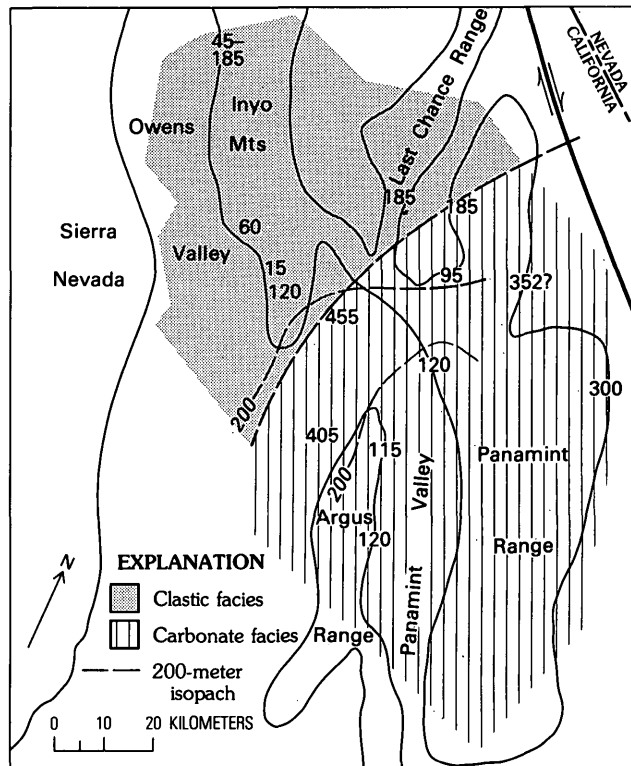 NEVADA
CALIFORNIA
45–
185
Inyo
Mts
Owens
Last Chance Range
185
185
60
Sierra
Nevada
Valley
15
120
95
352?
455
120
200
300
405
115
200
Panamint
Valley
Argus
120
Range
Panamint
Range
N
EXPLANATION
Clastic facies
Carbonate facies
200-meter
isopach
0 10 20 KILOMETERS